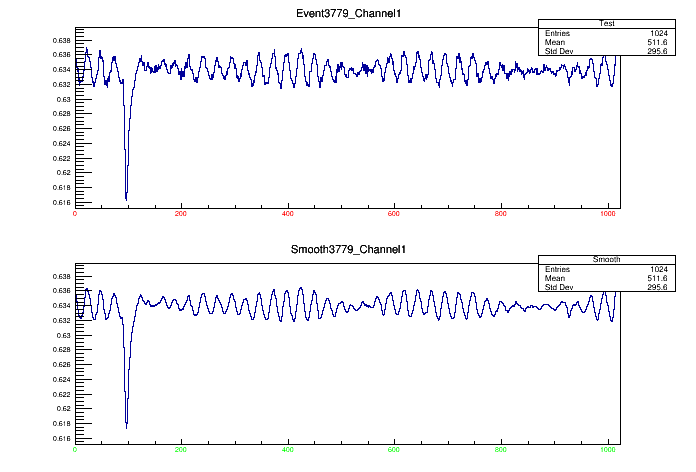 Event3779_Channel1
Test
Entries 1024
Mean 511.6
Std Dev 295.6
0.638
0.636
0.634
0.632
0.63
0.628
0.626
0.624
0.622
0.62
0.618
0.616
0 200 400 600 800 1000
Smooth3779_Channel1
Smooth
Entries 1024
Mean 511.6
Std Dev 295.6
0.638
0.636
0.634
0.632
0.63
0.628
0.626
0.624
0.622
0.62
0.618
0.616
0 200 400 600 800 1000